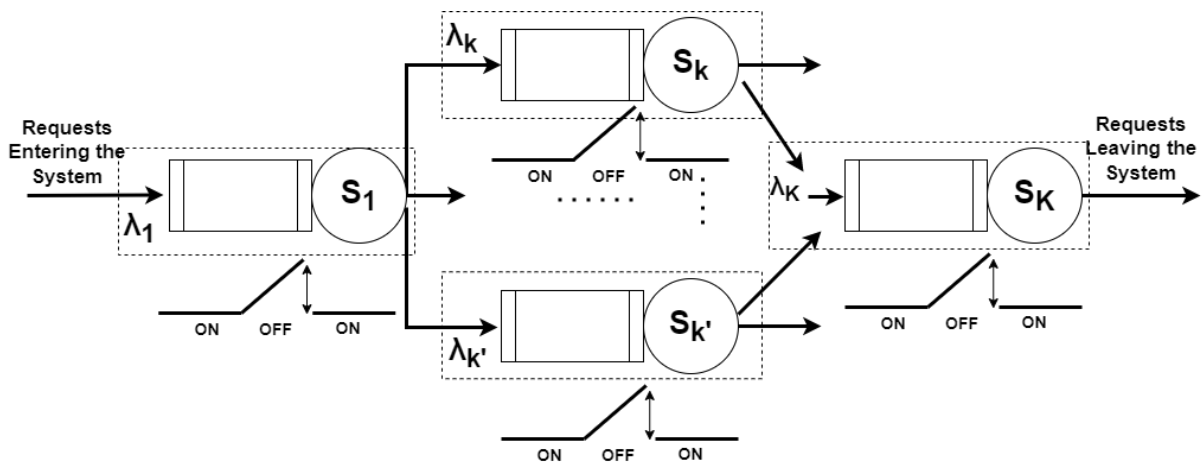 Requests
Entering the
System
λ1
S1
ON OFF ON
λk
Sk
ON OFF ON
λk'
Sk'
ON OFF ON
λK
SK
ON OFF ON
Requests
Leaving the
System